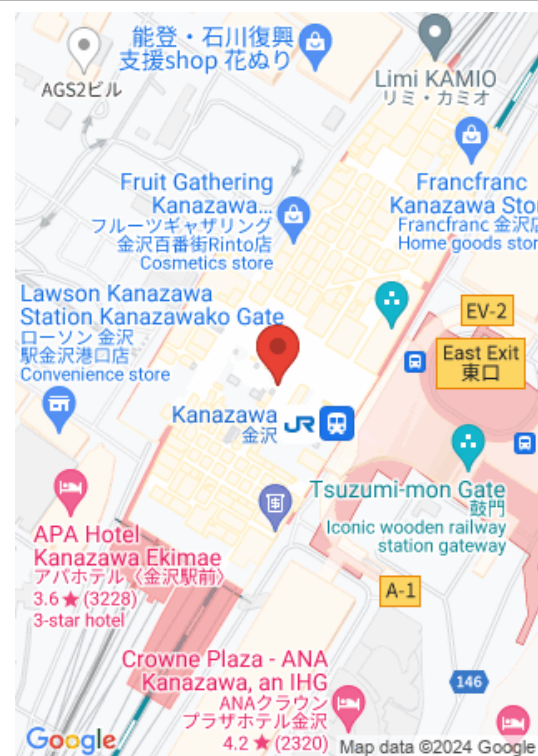 能登・石川復興
支援shop 花ぬり
AGS2ビル
Limi KAMIO
リミ・カミオ
Fruit Gathering
Kanazawa...
フルーツギャザリング
金沢百番街Rinto店
Cosmetics store
Francfranc
Kanazawa Stor
Francfranc 金沢店
Home goods stor
Lawson Kanazawa
Station Kanazawako Gate
ローソン 金沢
駅金沢港口店
Convenience store
EV-2
East Exit
東口
Kanazawa
金沢
JR
Tsuzumi-mon Gate
鼓門
Iconic wooden railway
station gateway
APA Hotel
Kanazawa Ekimae
アパホテル〈金沢駅前〉
3.6★(3228)
3-star hotel
A-1
Crowne Plaza - ANA
Kanazawa, an IHG
ANAクラウン
プラザホテル金沢
4.2★(2320)
146
Google
Map data ©2024 Google